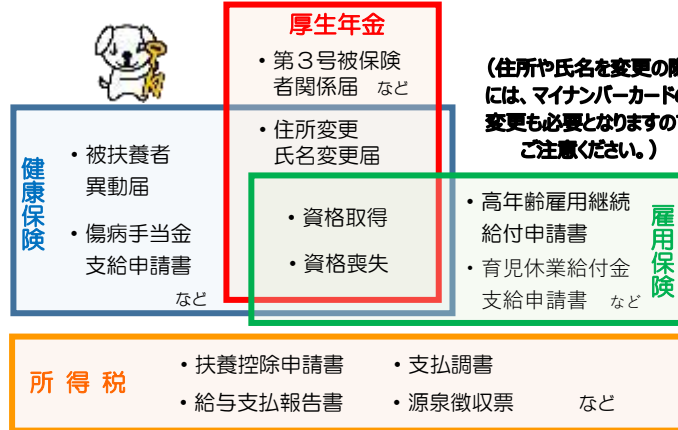 厚生年金
・第３号被保険
者関係届 など
（住所や氏名を変更の際
には、マイナンバーカードの
変更も必要となりますので
ご注意ください。）
・住所変更
氏名変更届
健康保険
・被扶養者
異動届
・傷病手当金
支給申請書
など
・資格取得
・資格喪失
・高年齢雇用継続
給付申請書
・育児休業給付金
支給申請書 など
雇用保険
所 得 税
・扶養控除申請書 ・支払調書
・給与支払報告書 ・源泉徴収票 など